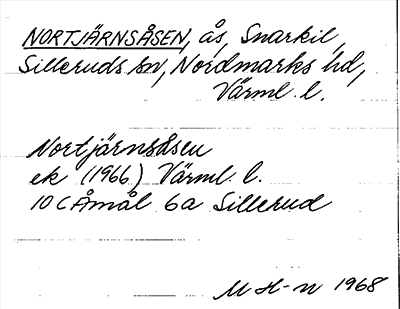 NORTJÄRNSÅSEN, ås, Snarkil,
Silleruds sn, Nordmarks hd,
Värml. l.
Nortjärnsåsen
ek (1966) Värml. l.
10 C Åmål 6a Sillerud
M H-n 1968